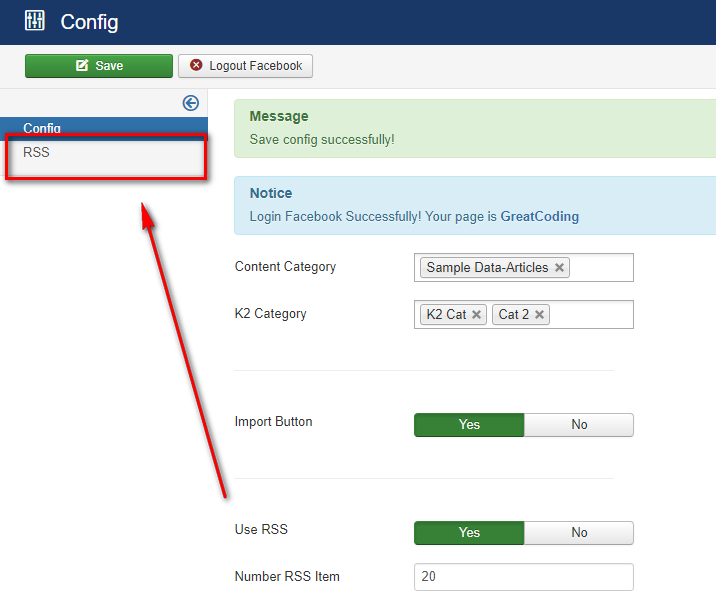 Config
Save
Logout Facebook
Config
RSS
Message
Save config successfully!
Notice
Login Facebook Successfully! Your page is GreatCoding
Content Category
Sample Data-Articles
K2 Category
K2 Cat Cat 2
Import Button
Yes No
Use RSS
Yes No
Number RSS Item
20